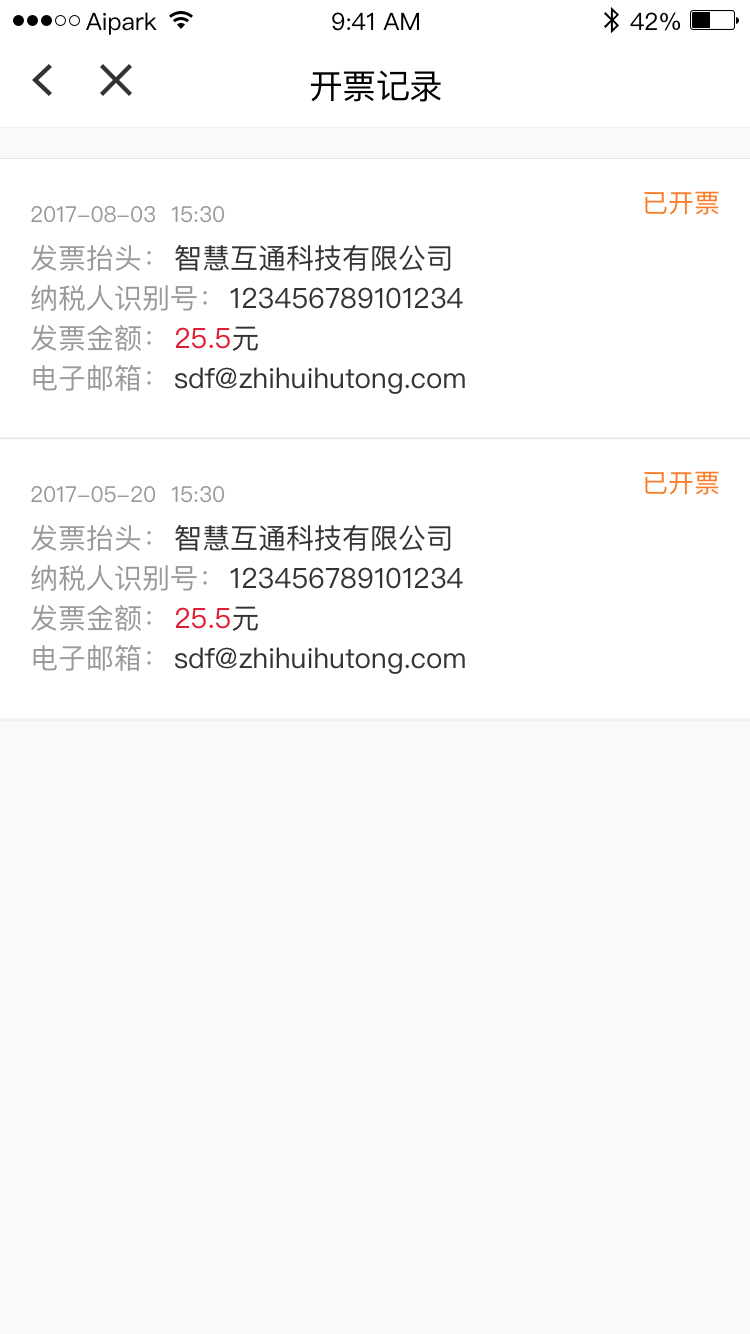 Aipark 9:41 AM 42%
开票记录
2017-08-03 15:30 已开票
发票抬头： 智慧互通科技有限公司
纳税人识别号： 123456789101234
发票金额： 25.5元
电子邮箱： sdf@zhihuihutong.com
2017-05-20 15:30 已开票
发票抬头： 智慧互通科技有限公司
纳税人识别号： 123456789101234
发票金额： 25.5元
电子邮箱： sdf@zhihuihutong.com